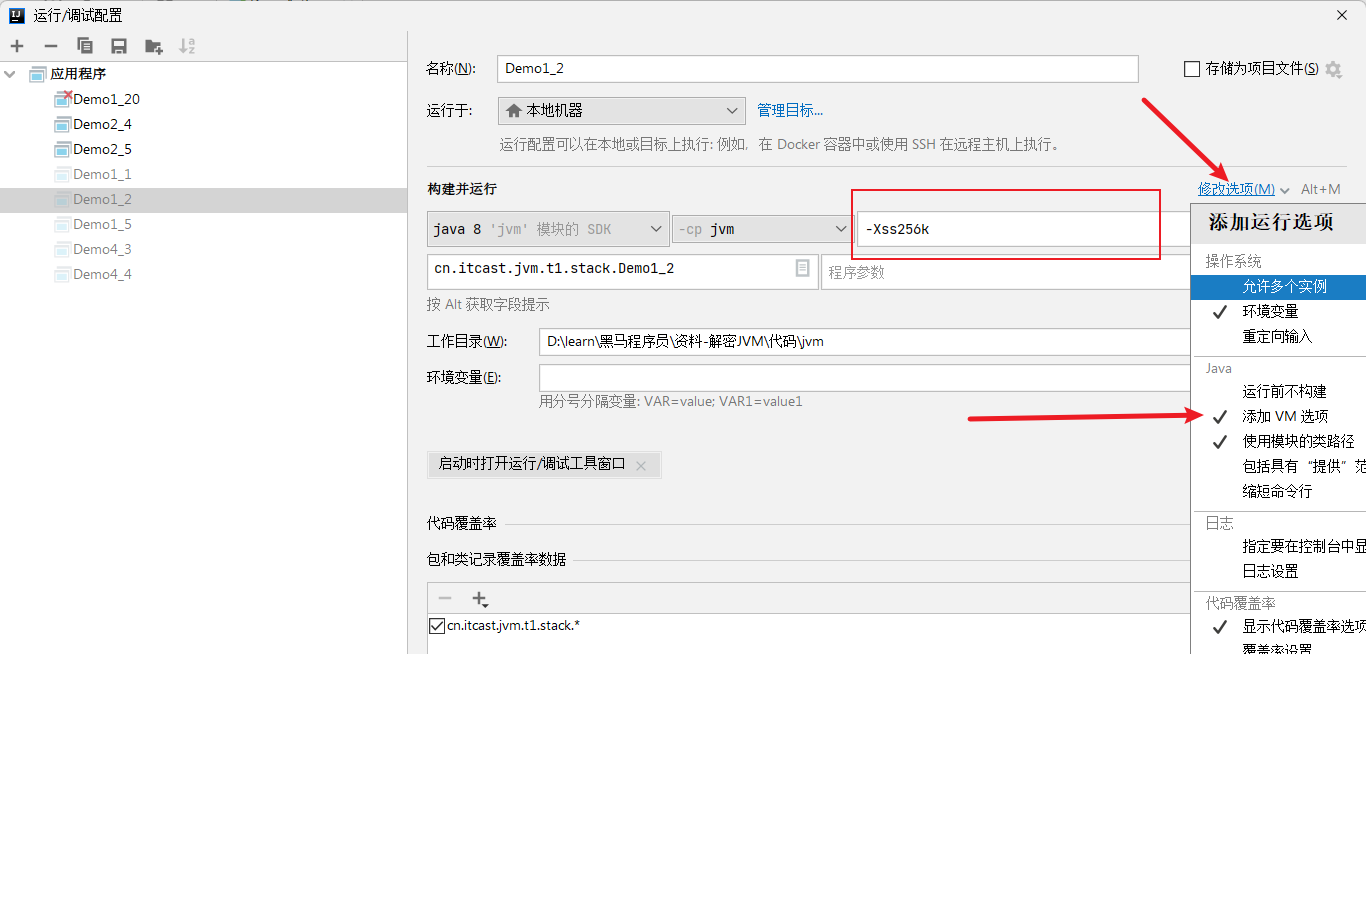 运行/调试配置
应用程序
Demo1_20
Demo2_4
Demo2_5
Demo1_1
Demo1_2
Demo1_5
Demo4_3
Demo4_4
名称(N):
Demo1_2
存储为项目文件(S)
运行于:
本地机器
管理目标...
运行配置可以在本地或目标上执行: 例如，在 Docker 容器中或使用 SSH 在远程主机上执行。
构建并运行
修改选项(M)
Alt+M
java 8 'jvm' 模块的 SDK
-cp jvm
-Xss256k
cn.itcast.jvm.t1.stack.Demo1_2
程序参数
按 Alt 获取字段提示
工作目录(W):
D:\learn\黑马程序员\资料-解密JVM\代码\jvm
环境变量(E):
用分号分隔变量: VAR=value; VAR1=value1
启动时打开运行/调试工具窗口
代码覆盖率
包和类记录覆盖率数据
cn.itcast.jvm.t1.stack.*
添加运行选项
操作系统
允许多个实例
环境变量
重定向输入
Java
运行前不构建
添加 VM 选项
使用模块的类路径
包括具有“提供”范
缩短命令行
日志
指定要在控制台中显
日志设置
代码覆盖率
显示代码覆盖率选项
覆盖率设置